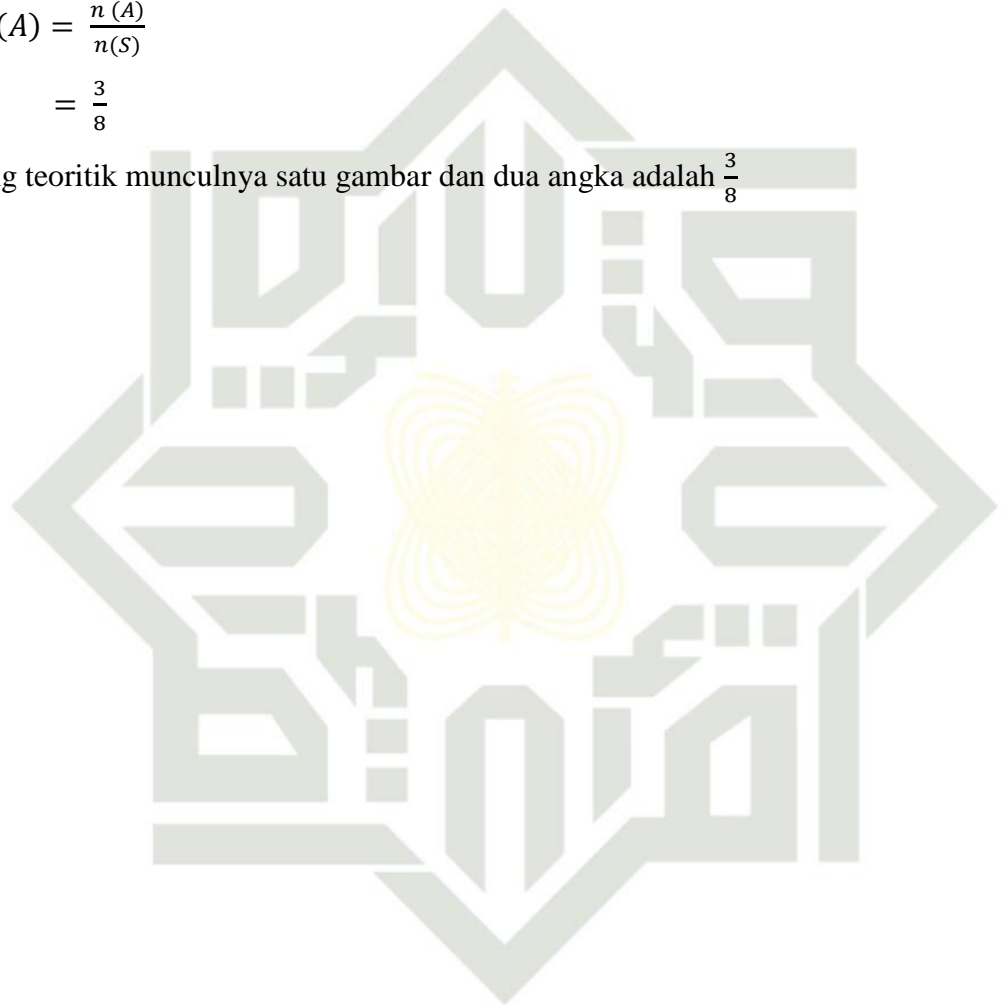 (A) = n (A) / n(S)
= 3/8
g teoritik munculnya satu gambar dan dua angka adalah 3/8